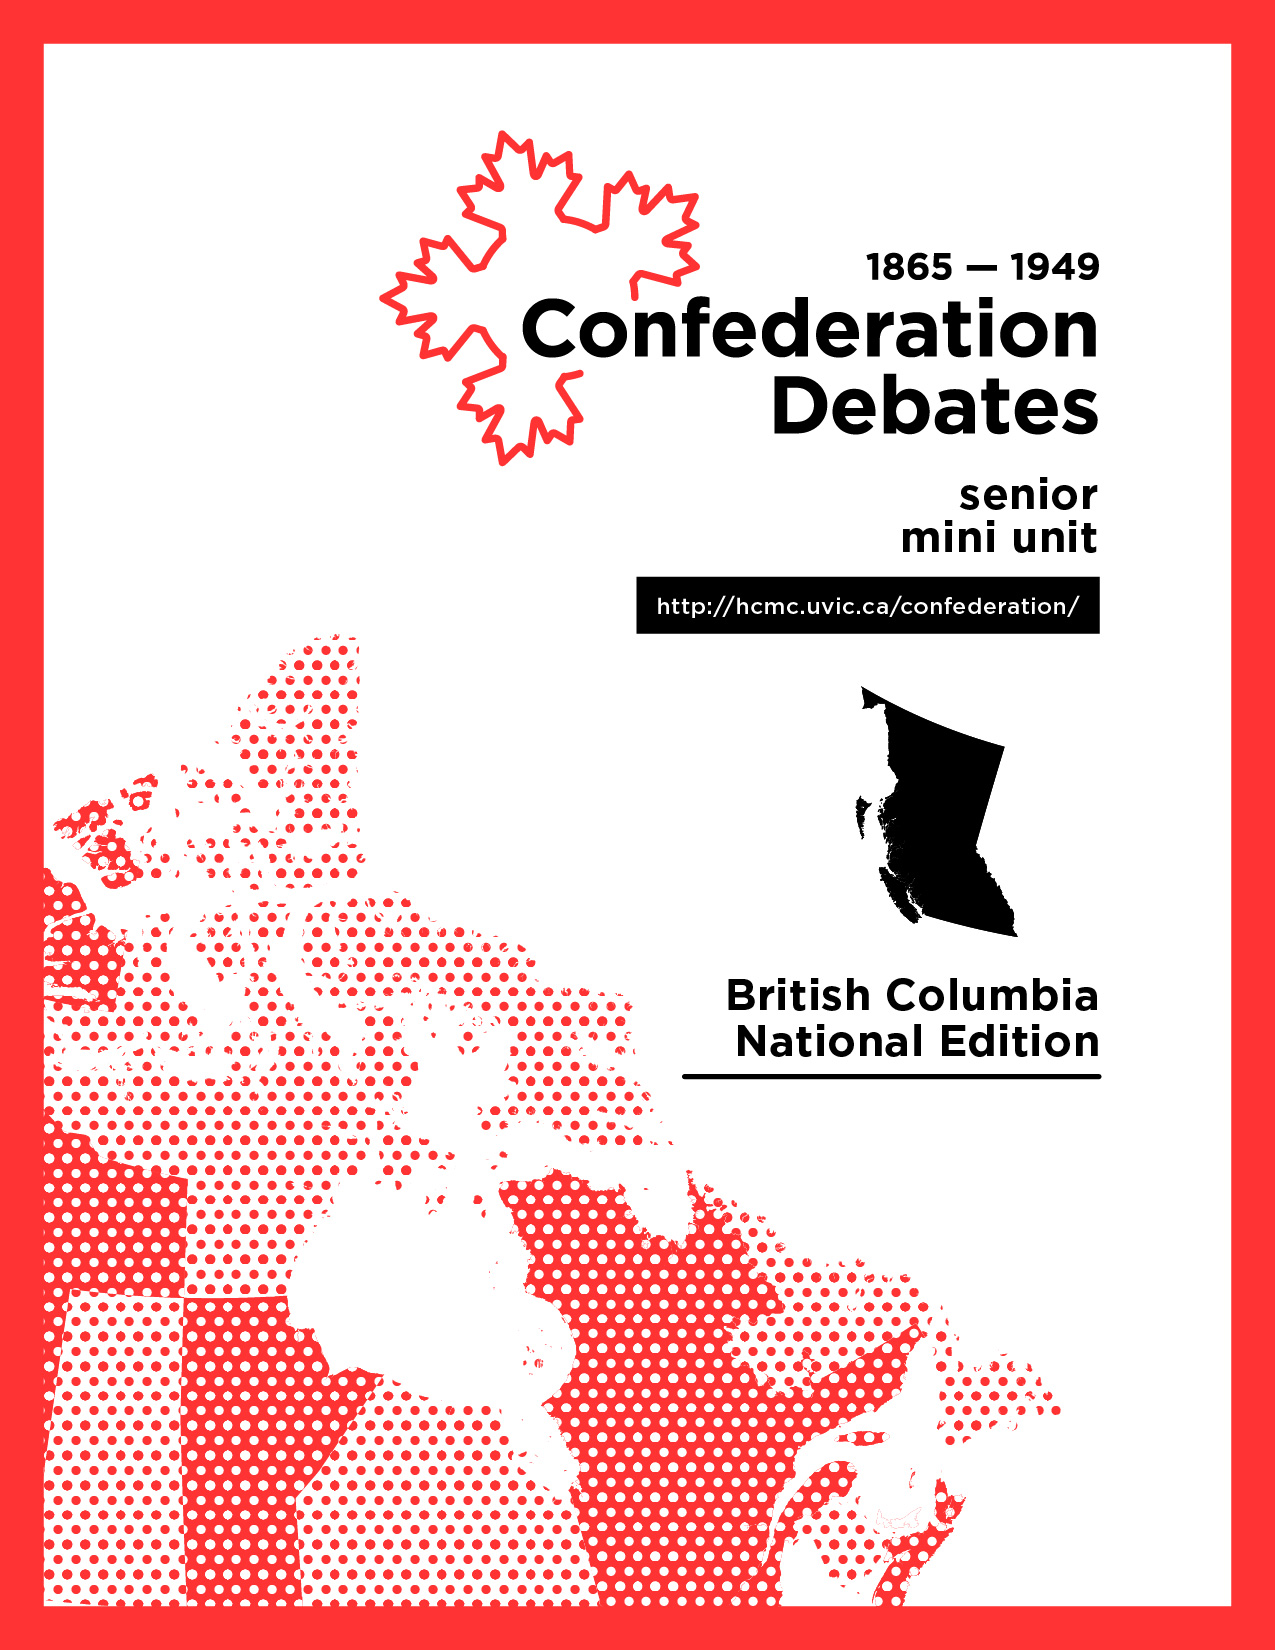 1865 — 1949
Confederation
Debates
senior
mini unit
http://hcmc.uvic.ca/confederation/
British Columbia
National Edition